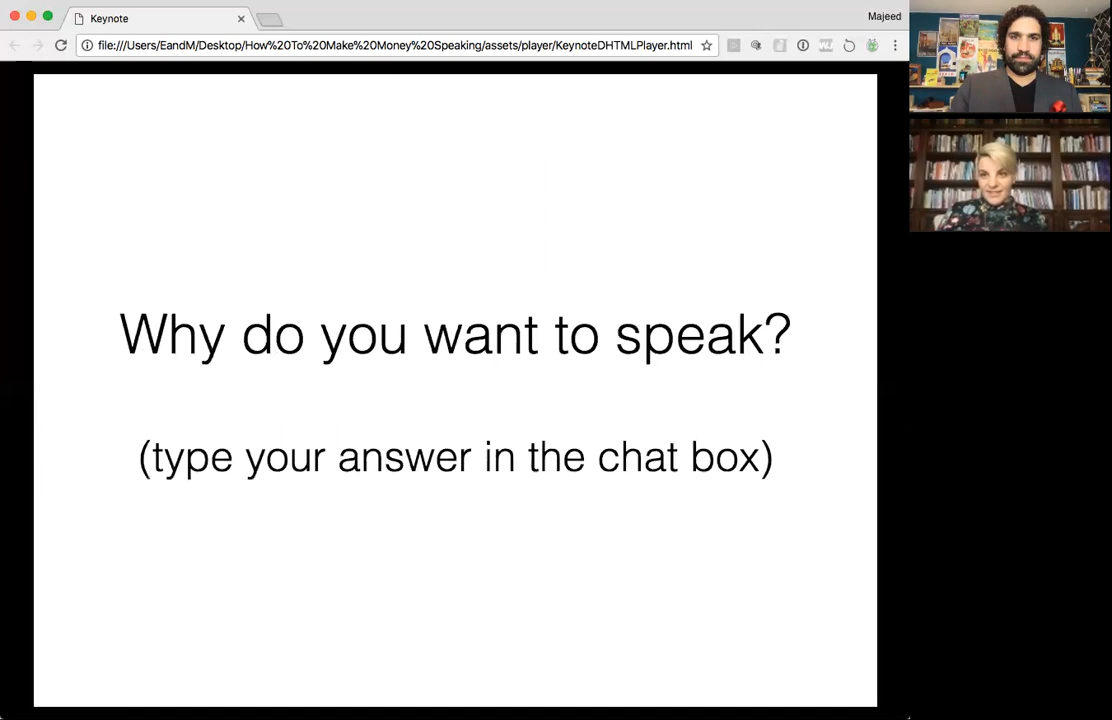 Keynote
Majeed
file:///Users/EandM/Desktop/How%20To%20Make%20Money%20Speaking/assets/player/KeynoteDHTMLPlayer.html
Why do you want to speak?
(type your answer in the chat box)